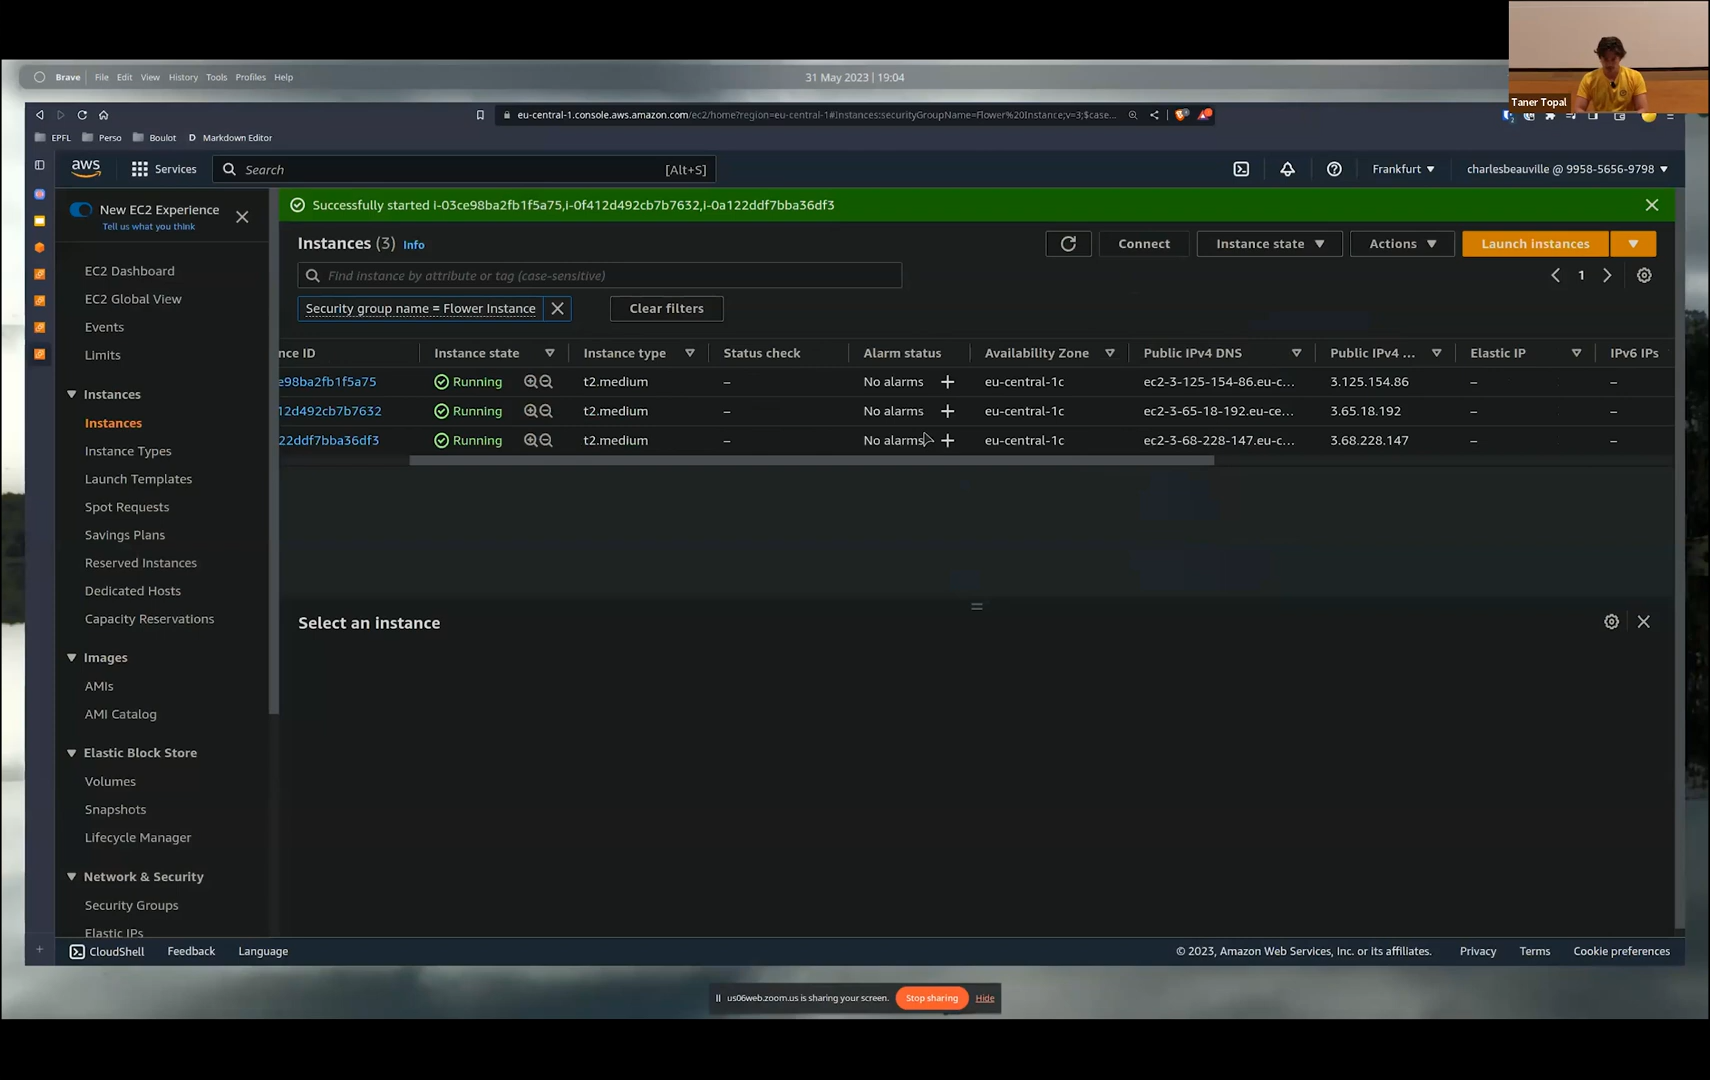 Taner Topal
Brave File Edit View History Tools Profiles Help
31 May 2023 | 19:04
eu-central-1.console.aws.amazon.com/ec2/home?region=eu-central-1#Instances:securityGroupName=Flower%20Instance;v=3;$case...
EPFL Perso Boulot Markdown Editor
aws Services Search [Alt+S] Frankfurt charlesbeauville @ 9958-5656-9798
New EC2 Experience
Tell us what you think
EC2 Dashboard
EC2 Global View
Events
Limits
Instances
Instances
Instance Types
Launch Templates
Spot Requests
Savings Plans
Reserved Instances
Dedicated Hosts
Capacity Reservations
Images
AMIs
AMI Catalog
Elastic Block Store
Volumes
Snapshots
Lifecycle Manager
Network & Security
Security Groups
Elastic IPs
Successfully started i-03ce98ba2fb1f5a75,i-0f412d492cb7b7632,i-0a122ddf7bba36df3
Instances (3) Info Connect Instance state Actions Launch instances
Find instance by attribute or tag (case-sensitive) 1
Security group name = Flower Instance Clear filters
nce ID Instance state Instance type Status check Alarm status Availability Zone Public IPv4 DNS Public IPv4 ... Elastic IP IPv6 IPs
e98ba2fb1f5a75 Running t2.medium – No alarms + eu-central-1c ec2-3-125-154-86.eu-c... 3.125.154.86 – –
12d492cb7b7632 Running t2.medium – No alarms + eu-central-1c ec2-3-65-18-192.eu-ce... 3.65.18.192 – –
22ddf7bba36df3 Running t2.medium – No alarms + eu-central-1c ec2-3-68-228-147.eu-c... 3.68.228.147 – –
Select an instance
CloudShell Feedback Language © 2023, Amazon Web Services, Inc. or its affiliates. Privacy Terms Cookie preferences
us06web.zoom.us is sharing your screen. Stop sharing Hide